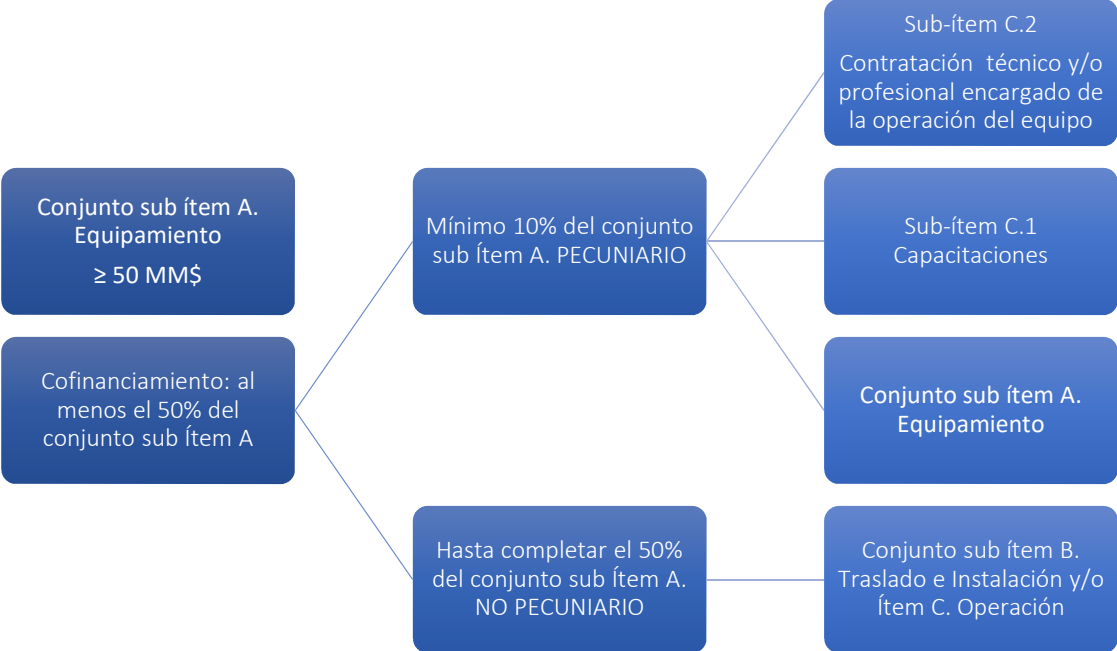 Conjunto sub ítem A.
Equipamiento
≥ 50 MM$
Cofinanciamiento: al
menos el 50% del
conjunto sub Ítem A
Mínimo 10% del conjunto
sub Ítem A. PECUNIARIO
Hasta completar el 50%
del conjunto sub Ítem A.
NO PECUNIARIO
Sub-ítem C.2
Contratación técnico y/o
profesional encargado de
la operación del equipo
Sub-ítem C.1
Capacitaciones
Conjunto sub ítem A.
Equipamiento
Conjunto sub ítem B.
Traslado e Instalación y/o
Ítem C. Operación